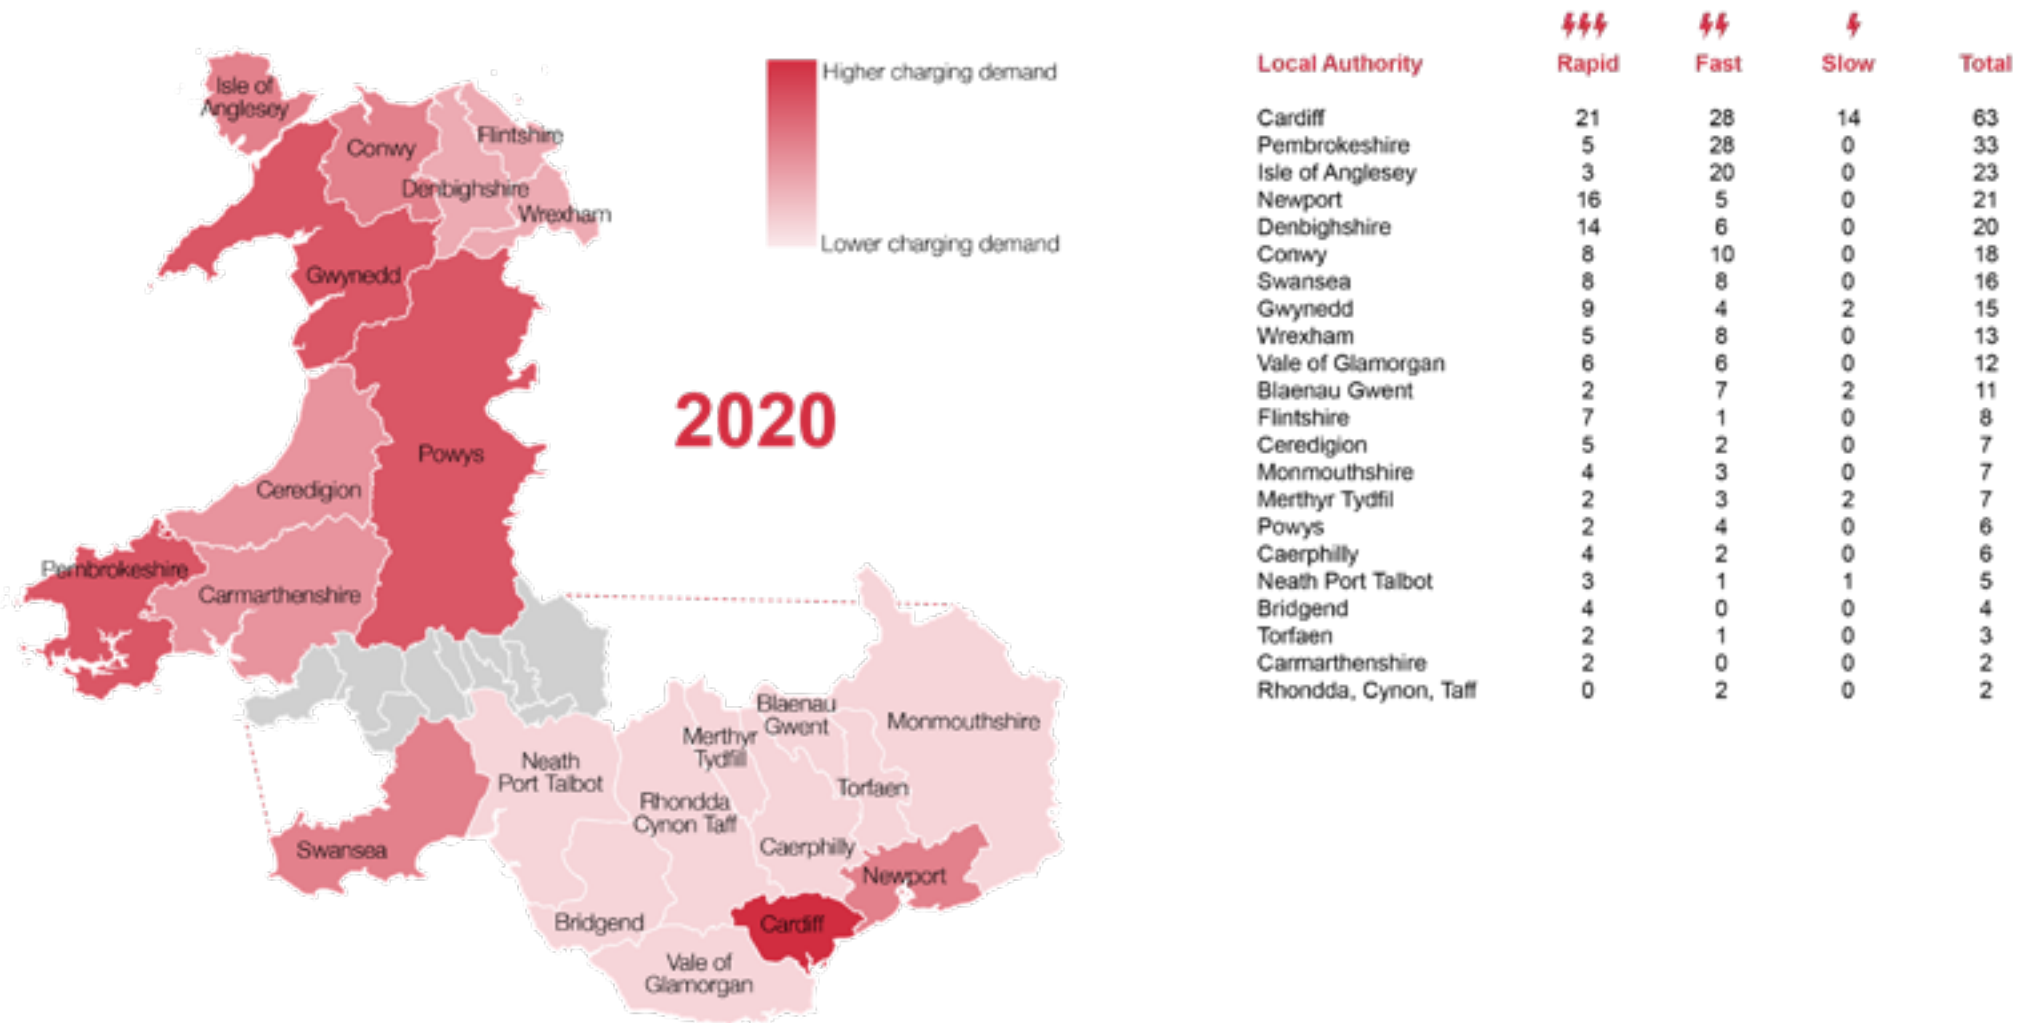 Isle of
Anglesey
Conwy
Flintshire
Denbighshire
Wrexham
Gwynedd
Powys
Ceredigion
Pembrokeshire
Carmarthenshire
Higher charging demand
Lower charging demand
2020
Swansea
Neath
Port Talbot
Rhondda
Cynon Taff
Merthyr
Tydfill
Blaenau
Gwent
Monmouthshire
Torfaen
Caerphilly
Newport
Bridgend
Cardiff
Vale of
Glamorgan
Local Authority Rapid Fast Slow Total
Cardiff 21 28 14 63
Pembrokeshire 5 28 0 33
Isle of Anglesey 3 20 0 23
Newport 16 5 0 21
Denbighshire 14 6 0 20
Conwy 8 10 0 18
Swansea 8 8 0 16
Gwynedd 9 4 2 15
Wrexham 5 8 0 13
Vale of Glamorgan 6 6 0 12
Blaenau Gwent 2 7 2 11
Flintshire 7 1 0 8
Ceredigion 5 2 0 7
Monmouthshire 4 3 0 7
Merthyr Tydfil 2 3 2 7
Powys 2 4 0 6
Caerphilly 4 2 0 6
Neath Port Talbot 3 1 1 5
Bridgend 4 0 0 4
Torfaen 2 1 0 3
Carmarthenshire 2 0 0 2
Rhondda, Cynon, Taff 0 2 0 2